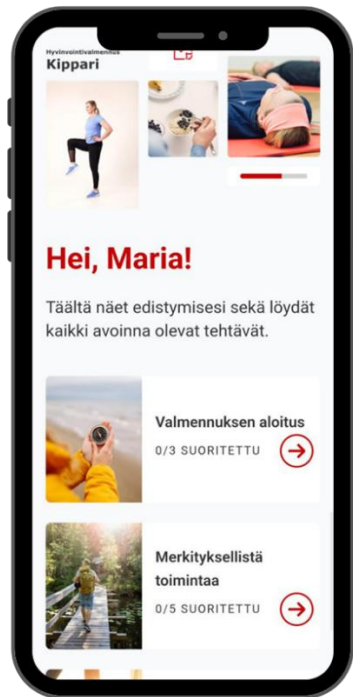 Hyvinvointivalmennus
Kippari
Hei, Maria!
Täältä näet edistymisesi sekä löydät
kaikki avoinna olevat tehtävät.
Valmennuksen aloitus
0/3 SUORITETTU
Merkityksellistä
toimintaa
0/5 SUORITETTU